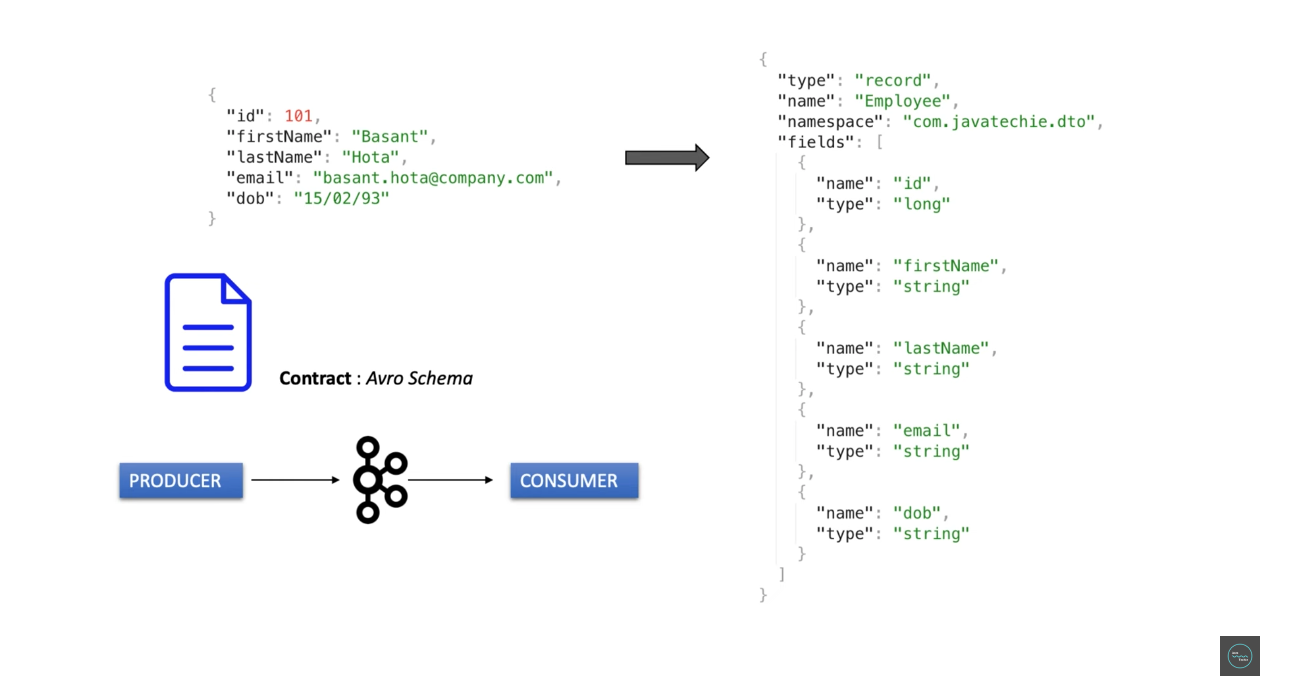 {
"id": 101,
"firstName": "Basant",
"lastName": "Hota",
"email": "basant.hota@company.com",
"dob": "15/02/93"
}
Contract : Avro Schema
PRODUCER
CONSUMER
{
"type": "record",
"name": "Employee",
"namespace": "com.javatechie.dto",
"fields": [
{
"name": "id",
"type": "long"
},
{
"name": "firstName",
"type": "string"
},
{
"name": "lastName",
"type": "string"
},
{
"name": "email",
"type": "string"
},
{
"name": "dob",
"type": "string"
}
]
}